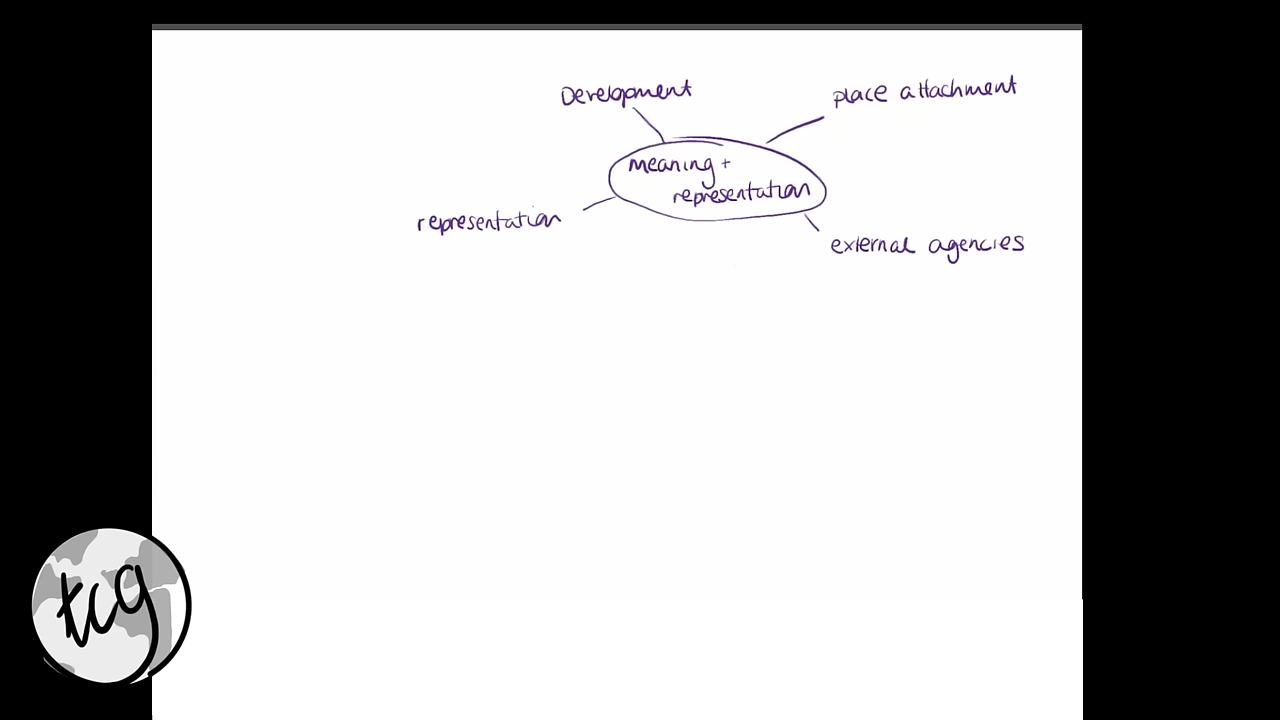 Development
place attachment
meaning +
representation
representation
external agencies
tcg